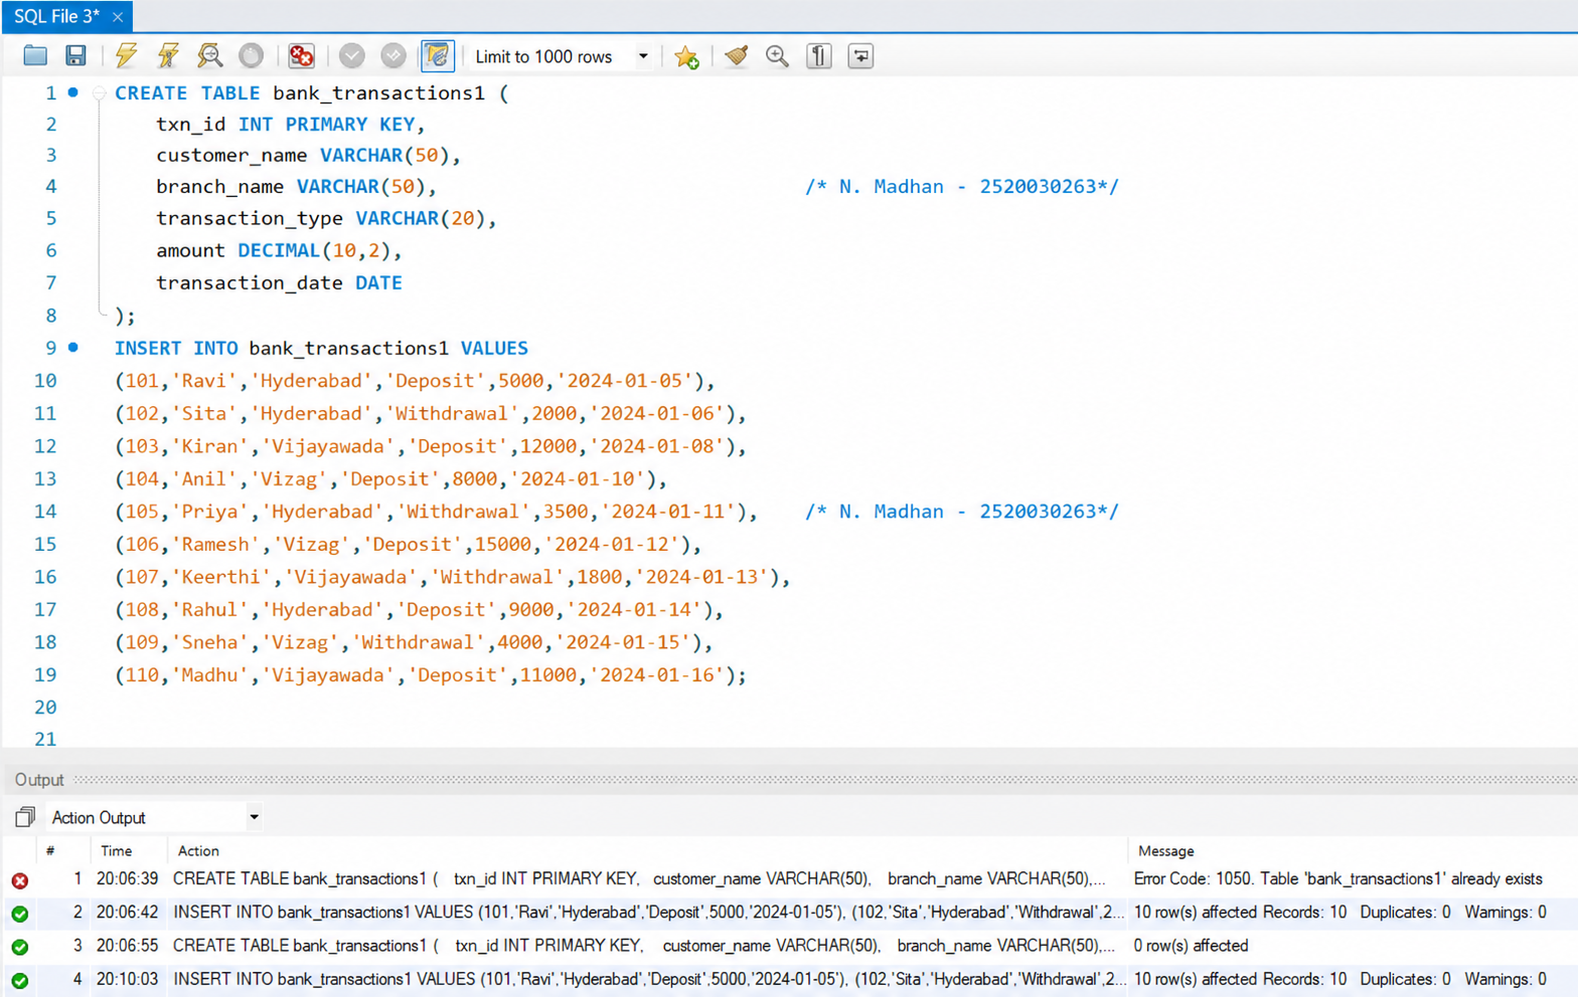 SQL File 3* ×
Limit to 1000 rows
1 CREATE TABLE bank_transactions1 (
2 txn_id INT PRIMARY KEY,
3 customer_name VARCHAR(50),
4 branch_name VARCHAR(50), /* N. Madhan - 2520030263*/
5 transaction_type VARCHAR(20),
6 amount DECIMAL(10,2),
7 transaction_date DATE
8 );
9 INSERT INTO bank_transactions1 VALUES
10 (101,'Ravi','Hyderabad','Deposit',5000,'2024-01-05'),
11 (102,'Sita','Hyderabad','Withdrawal',2000,'2024-01-06'),
12 (103,'Kiran','Vijayawada','Deposit',12000,'2024-01-08'),
13 (104,'Anil','Vizag','Deposit',8000,'2024-01-10'),
14 (105,'Priya','Hyderabad','Withdrawal',3500,'2024-01-11'), /* N. Madhan - 2520030263*/
15 (106,'Ramesh','Vizag','Deposit',15000,'2024-01-12'),
16 (107,'Keerthi','Vijayawada','Withdrawal',1800,'2024-01-13'),
17 (108,'Rahul','Hyderabad','Deposit',9000,'2024-01-14'),
18 (109,'Sneha','Vizag','Withdrawal',4000,'2024-01-15'),
19 (110,'Madhu','Vijayawada','Deposit',11000,'2024-01-16');
20
21
Output
Action Output
# Time Action Message
1 20:06:39 CREATE TABLE bank_transactions1 ( txn_id INT PRIMARY KEY, customer_name VARCHAR(50), branch_name VARCHAR(50),... Error Code: 1050. Table 'bank_transactions1' already exists
2 20:06:42 INSERT INTO bank_transactions1 VALUES (101,'Ravi','Hyderabad','Deposit',5000,'2024-01-05'), (102,'Sita','Hyderabad','Withdrawal',2... 10 row(s) affected Records: 10 Duplicates: 0 Warnings: 0
3 20:06:55 CREATE TABLE bank_transactions1 ( txn_id INT PRIMARY KEY, customer_name VARCHAR(50), branch_name VARCHAR(50),... 0 row(s) affected
4 20:10:03 INSERT INTO bank_transactions1 VALUES (101,'Ravi','Hyderabad','Deposit',5000,'2024-01-05'), (102,'Sita','Hyderabad','Withdrawal',2... 10 row(s) affected Records: 10 Duplicates: 0 Warnings: 0